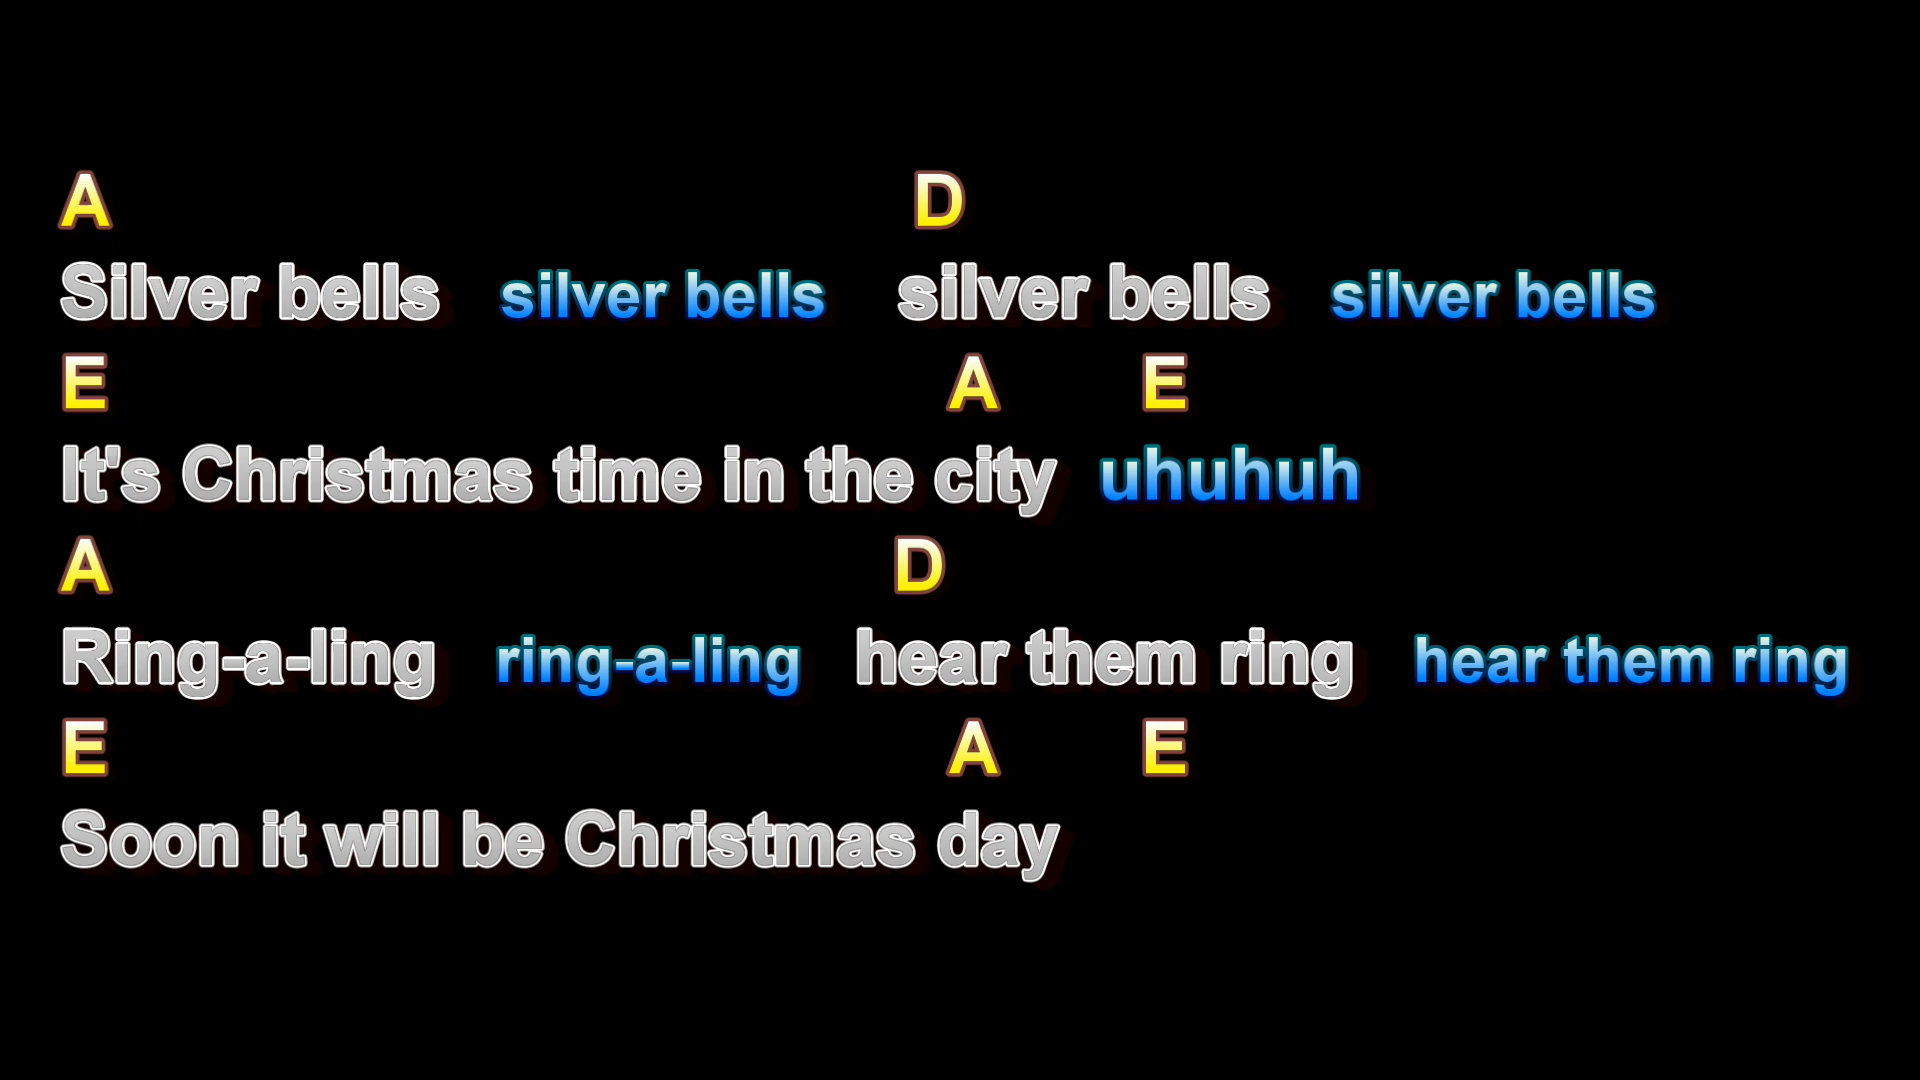 A D
Silver bells silver bells silver bells silver bells
E A E
It's Christmas time in the city uhuhuh
A D
Ring-a-ling ring-a-ling hear them ring hear them ring
E A E
Soon it will be Christmas day